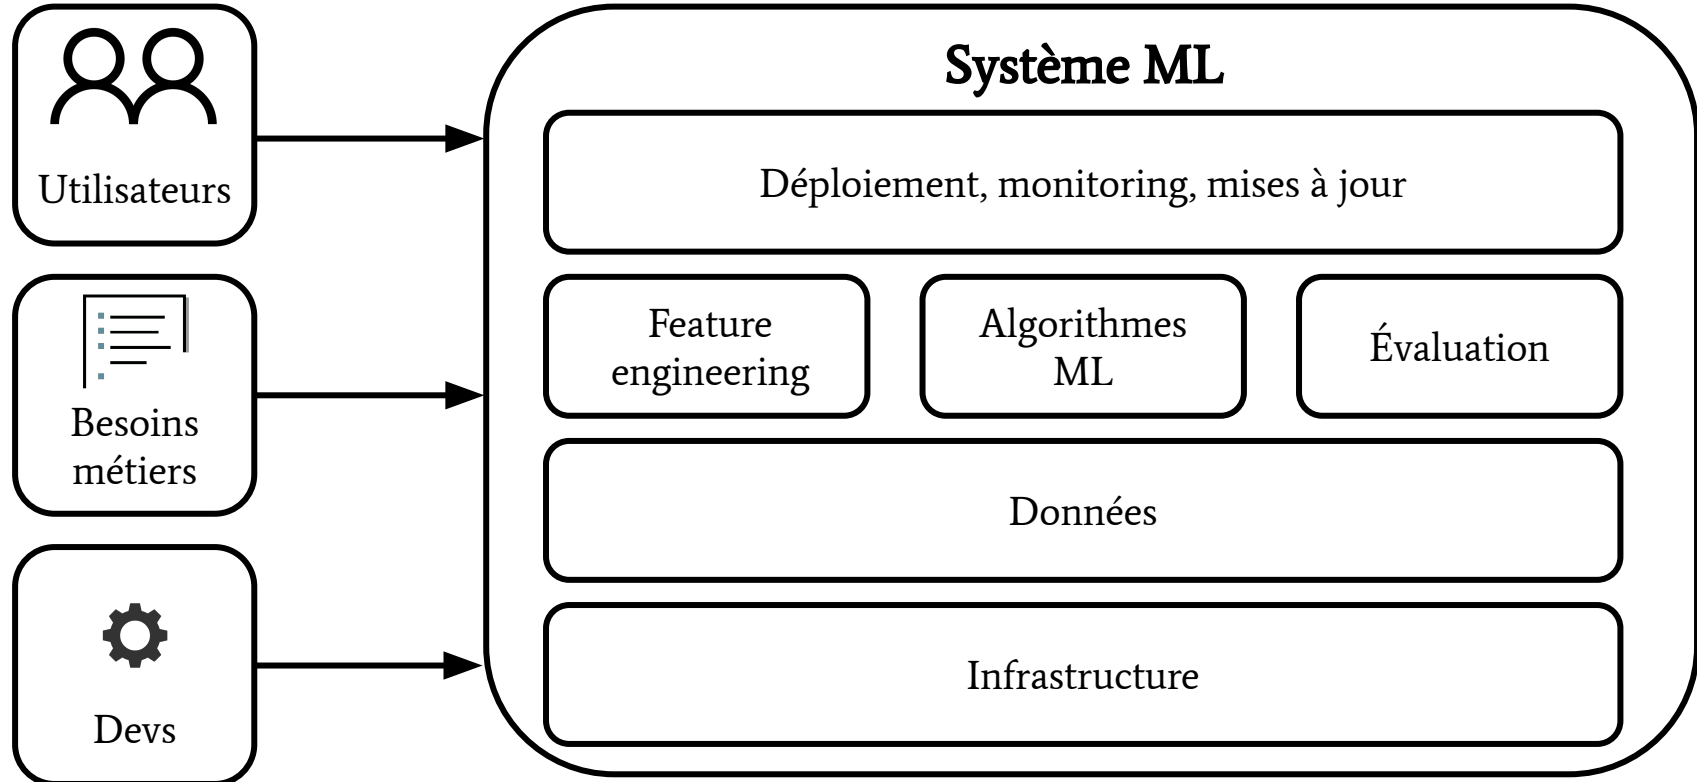 Système ML
Utilisateurs
Déploiement, monitoring, mises à jour
Besoins
métiers
Feature
engineering
Algorithmes
ML
Évaluation
Données
Devs
Infrastructure